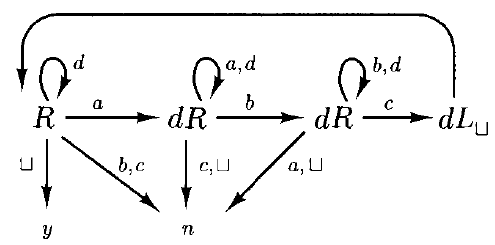 d a,d b,d
R a dR b dR c dL⊔
⊔ b,c c,⊔ a,⊔
y n